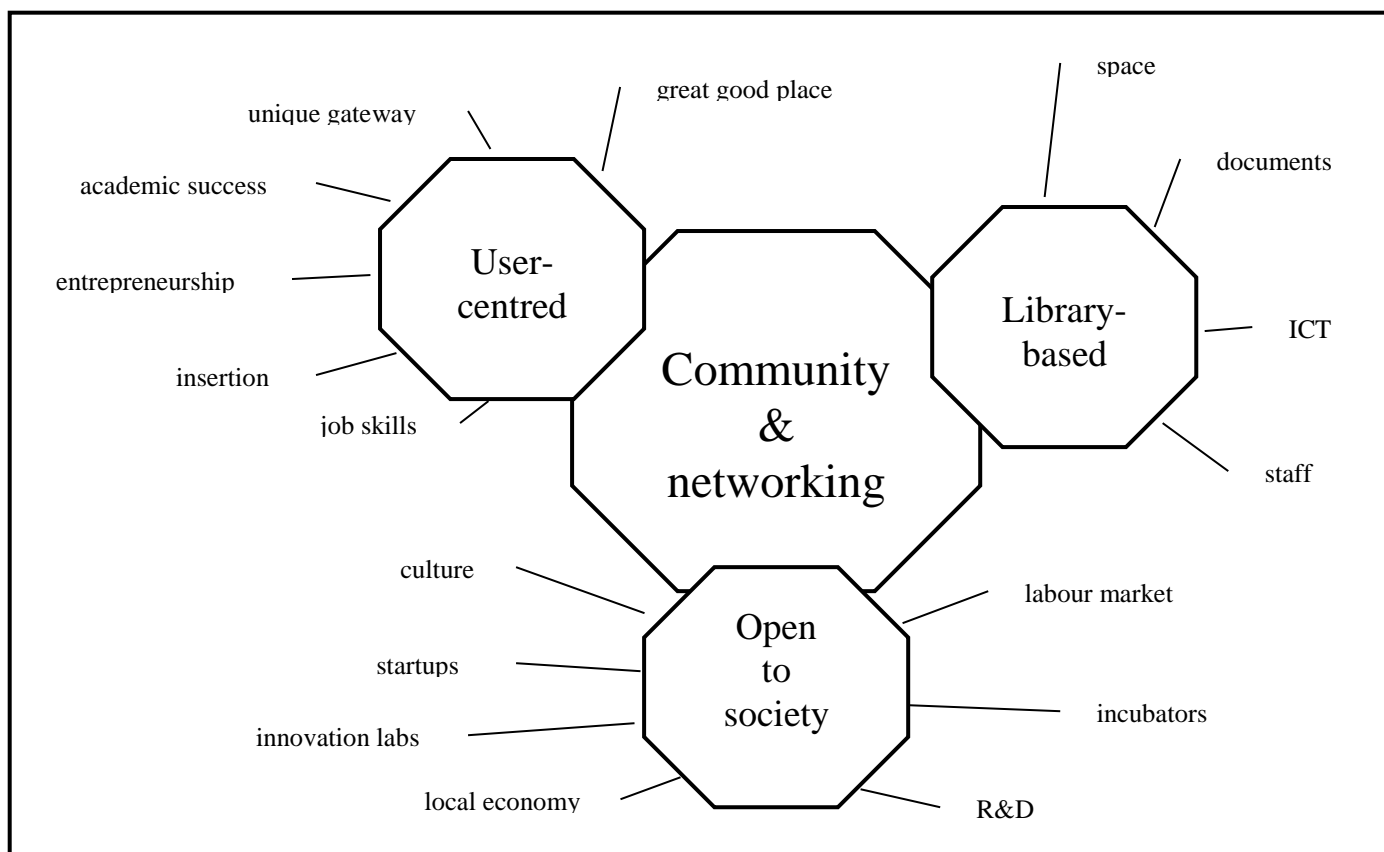 space
great good place
unique gateway
documents
academic success
User-
centred
entrepreneurship
Library-
based
ICT
insertion
Community
&
networking
job skills
staff
culture
labour market
Open
to
society
startups
incubators
innovation labs
local economy
R&D